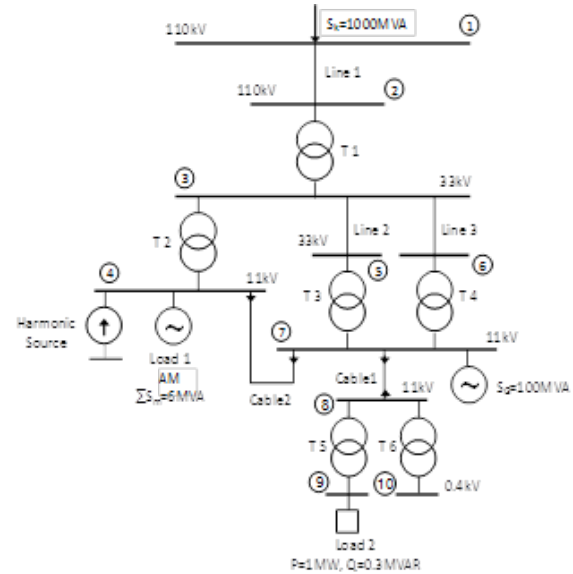 Sk=1000MVA
110kV
1
Line 1
110kV
2
T 1
3
33kV
T 2
Line 2
Line 3
33kV
5
6
4
11kV
T 3
T 4
Harmonic
Source
Load 1
AM
∑Sm=6MVA
7
11kV
Cable1
Cable2
11kV
Sg=100MVA
8
T 5
T 6
9
10
0.4kV
Load 2
P=1MW, Q=0.3MVAR